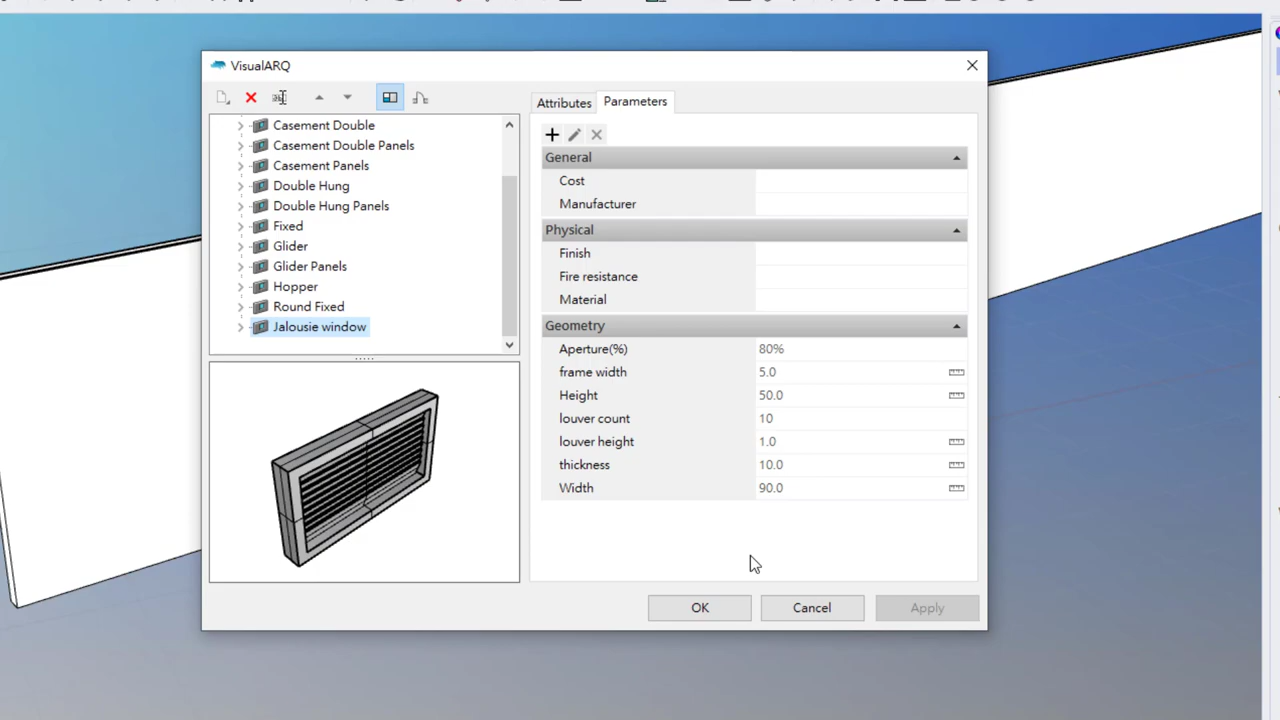 VisualARQ
Casement Double
Casement Double Panels
Casement Panels
Double Hung
Double Hung Panels
Fixed
Glider
Glider Panels
Hopper
Round Fixed
Jalousie window
Attributes
Parameters
General
Cost
Manufacturer
Physical
Finish
Fire resistance
Material
Geometry
Aperture(%) 80%
frame width 5.0
Height 50.0
louver count 10
louver height 1.0
thickness 10.0
Width 90.0
OK
Cancel
Apply